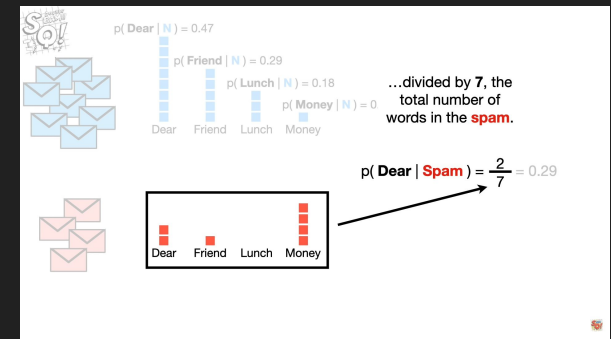 p( Dear | N ) = 0.47
p( Friend | N ) = 0.29
p( Lunch | N ) = 0.18
p( Money | N ) = 0
Dear Friend Lunch Money
...divided by 7, the
total number of
words in the spam.
p( Dear | Spam ) = 2/7 = 0.29
Dear Friend Lunch Money